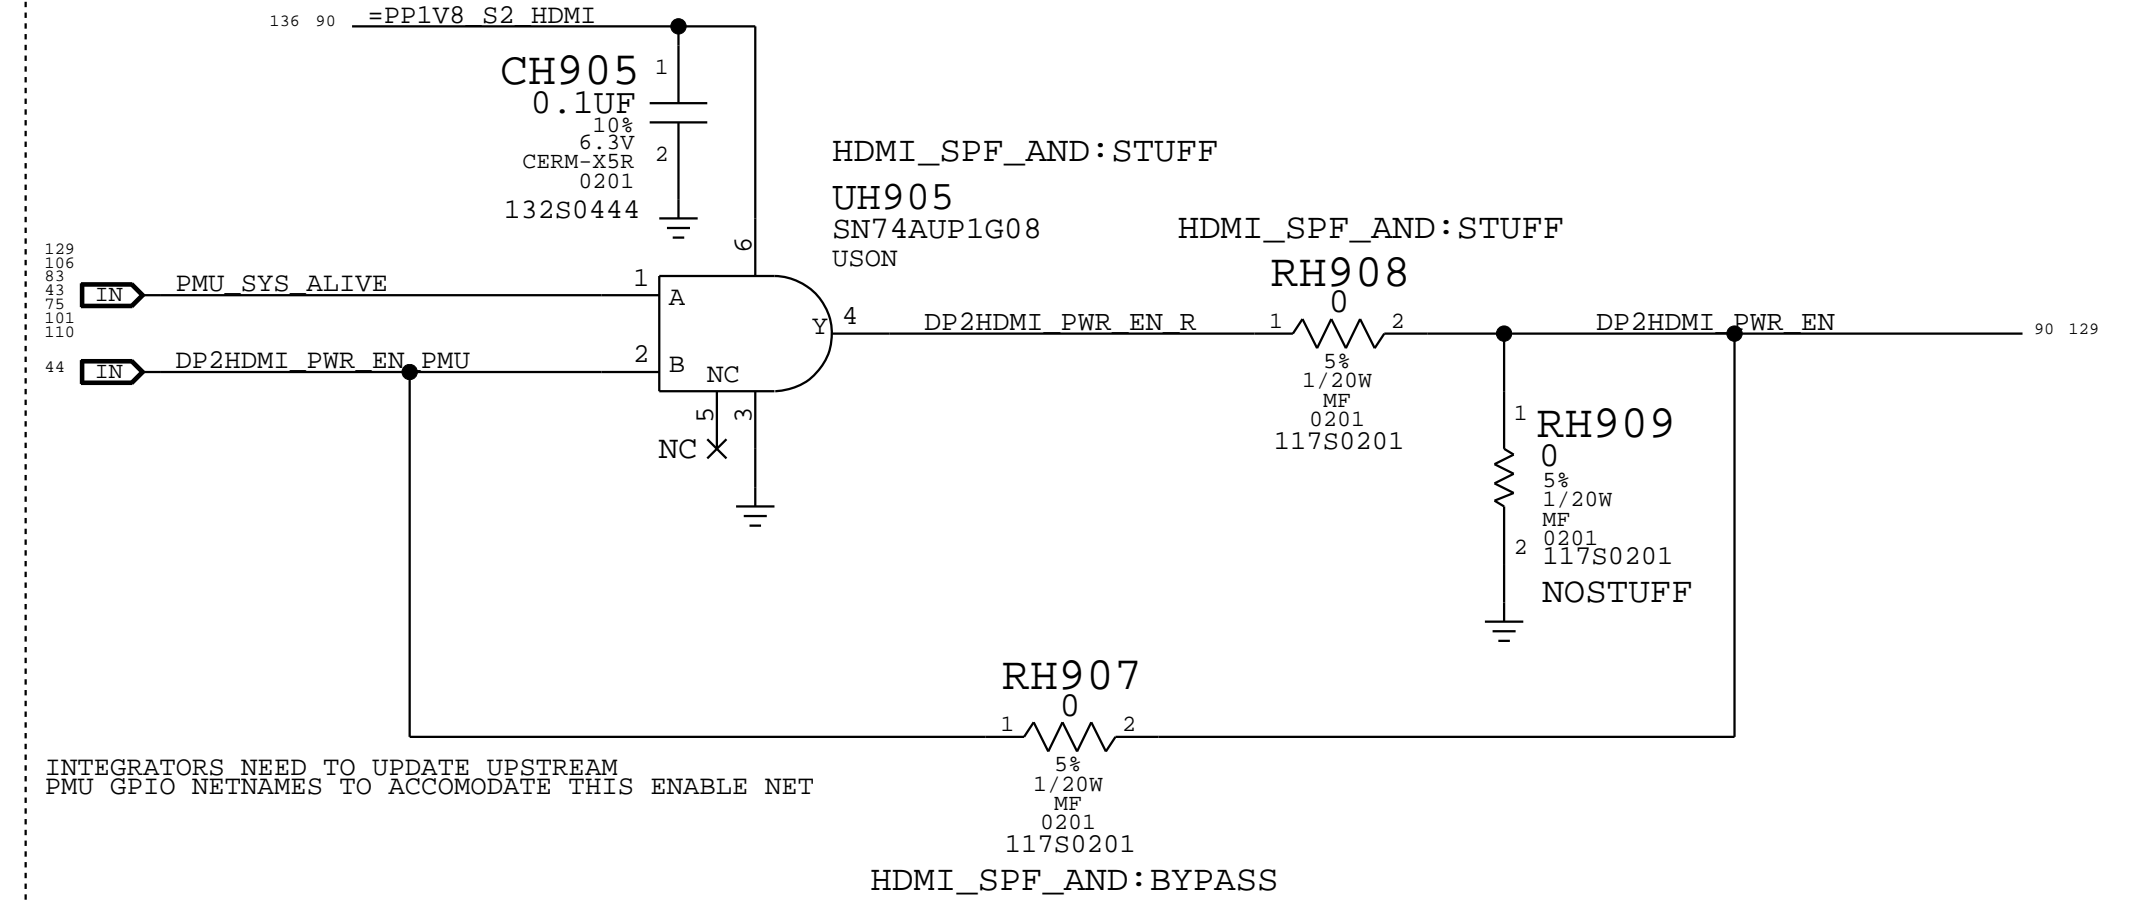 136 90 =PP1V8_S2_HDMI
CH905
1
0.1UF
10%
6.3V
2
CERM-X5R
0201
132S0444
HDMI_SPF_AND:STUFF
UH905
SN74AUP1G08
USON
HDMI_SPF_AND:STUFF
RH908
0
129
106
83
43
75
101
110
IN
PMU_SYS_ALIVE
1
A
6
Y
4
DP2HDMI_PWR_EN_R
1
2
DP2HDMI_PWR_EN
90 129
44
IN
DP2HDMI_PWR_EN_PMU
2
B
NC
5
3
NC
5%
1/20W
MF
0201
117S0201
1
RH909
0
5%
1/20W
MF
0201
2
117S0201
NOSTUFF
RH907
0
1
2
5%
1/20W
MF
0201
117S0201
HDMI_SPF_AND:BYPASS
INTEGRATORS NEED TO UPDATE UPSTREAM
PMU GPIO NETNAMES TO ACCOMODATE THIS ENABLE NET